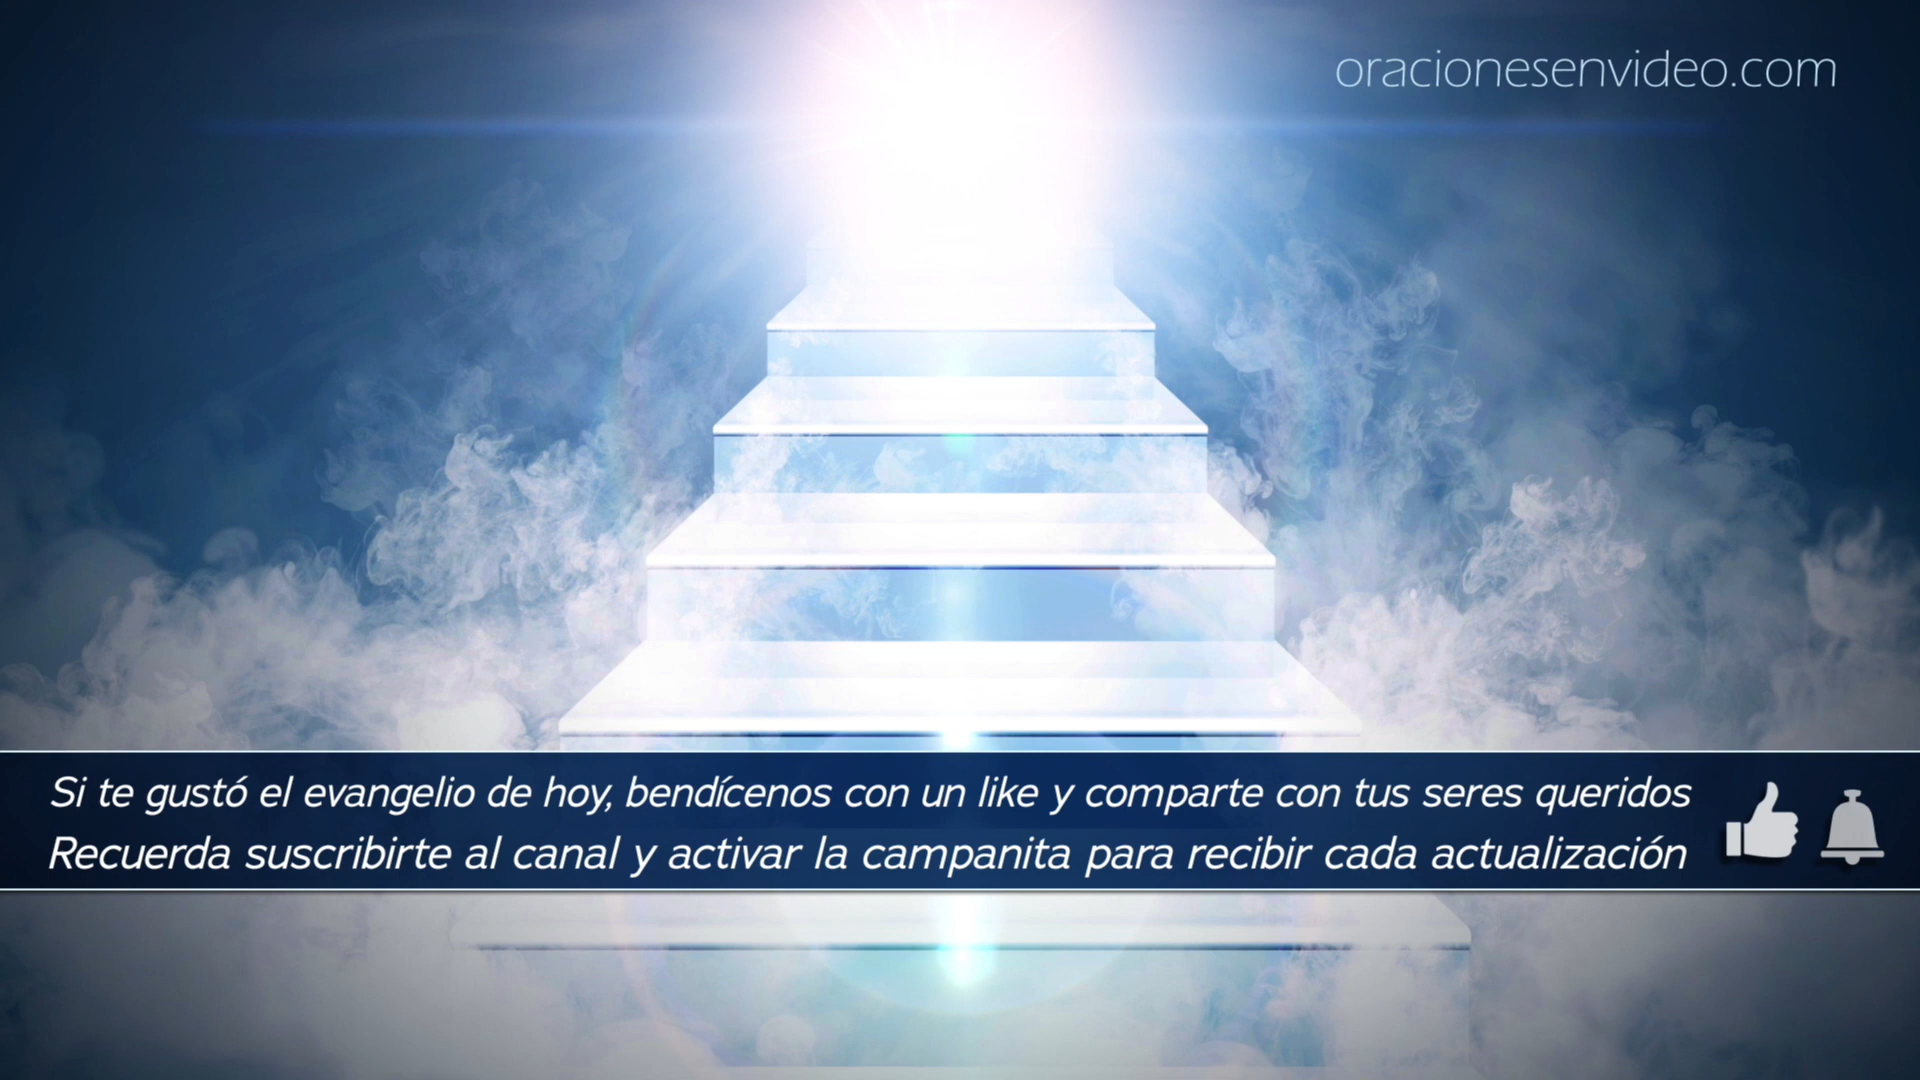 oracionesenvideo.com
Si te gustó el evangelio de hoy, bendícenos con un like y comparte con tus seres queridos
Recuerda suscribirte al canal y activar la campanita para recibir cada actualización